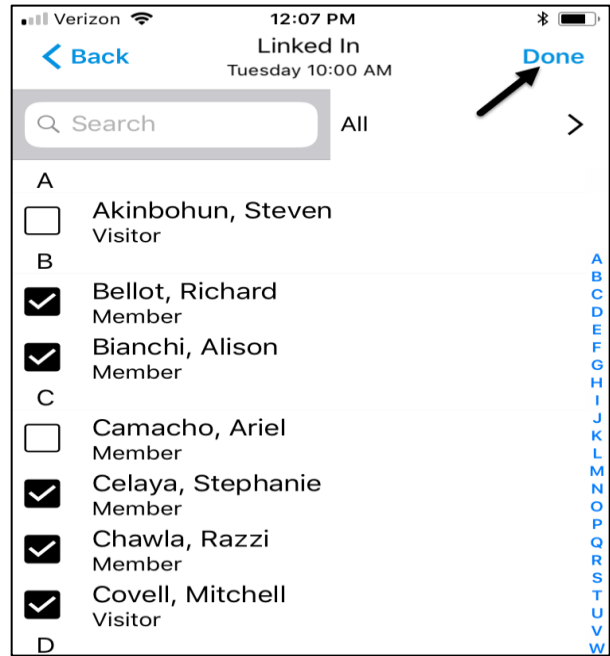 Verizon 12:07 PM
Back Linked In Done
Tuesday 10:00 AM
Search All
A
Akinbohun, Steven
Visitor
B
Bellot, Richard
Member
Bianchi, Alison
Member
C
Camacho, Ariel
Member
Celaya, Stephanie
Member
Chawla, Razzi
Member
Covell, Mitchell
Visitor
D
A
B
C
D
E
F
G
H
I
J
K
L
M
N
O
P
Q
R
S
T
U
V
W